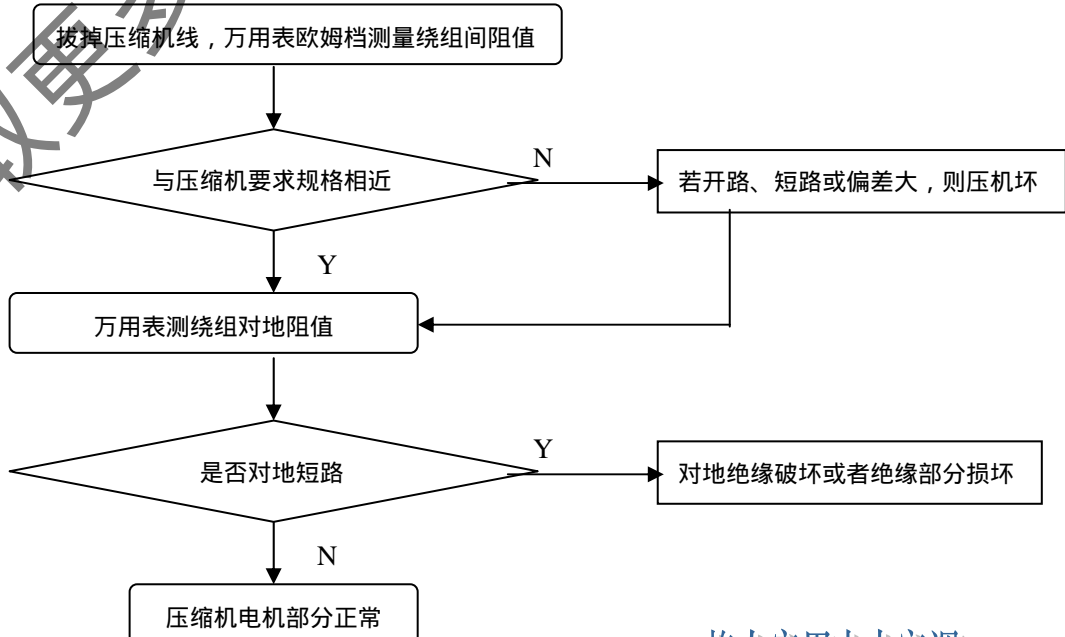 拔掉压缩机线，万用表欧姆档测量绕组间阻值
与压缩机要求规格相近
N
若开路、短路或偏差大，则压机坏
Y
万用表测绕组对地阻值
是否对地短路
Y
对地绝缘破坏或者绝缘部分损坏
N
压缩机电机部分正常